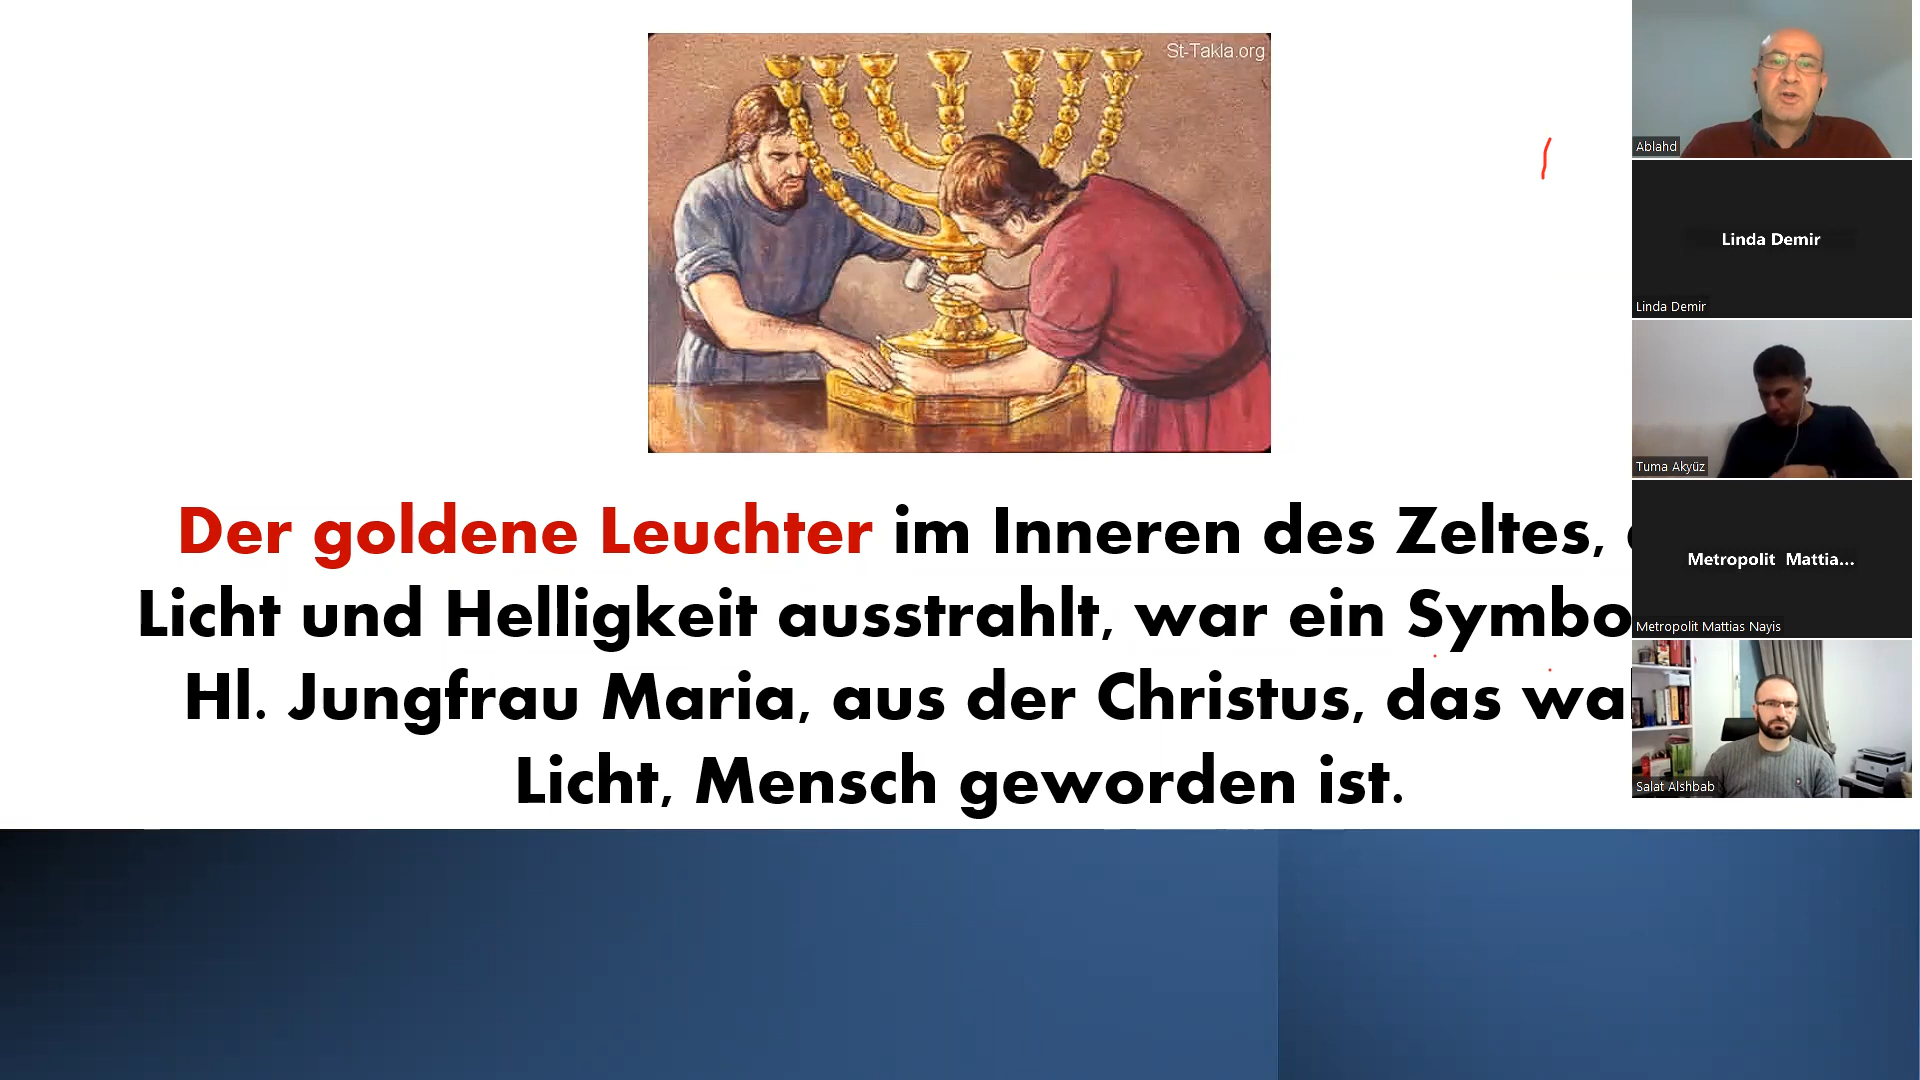 St-Takla.org
Der goldene Leuchter im Inneren des Zeltes,
Licht und Helligkeit ausstrahlt, war ein Symbo
Hl. Jungfrau Maria, aus der Christus, das wa
Licht, Mensch geworden ist.
Ablahd
Linda Demir
Linda Demir
Tuma Akyüz
Metropolit Mattia...
Metropolit Mattias Nayis
Salat Alshbab